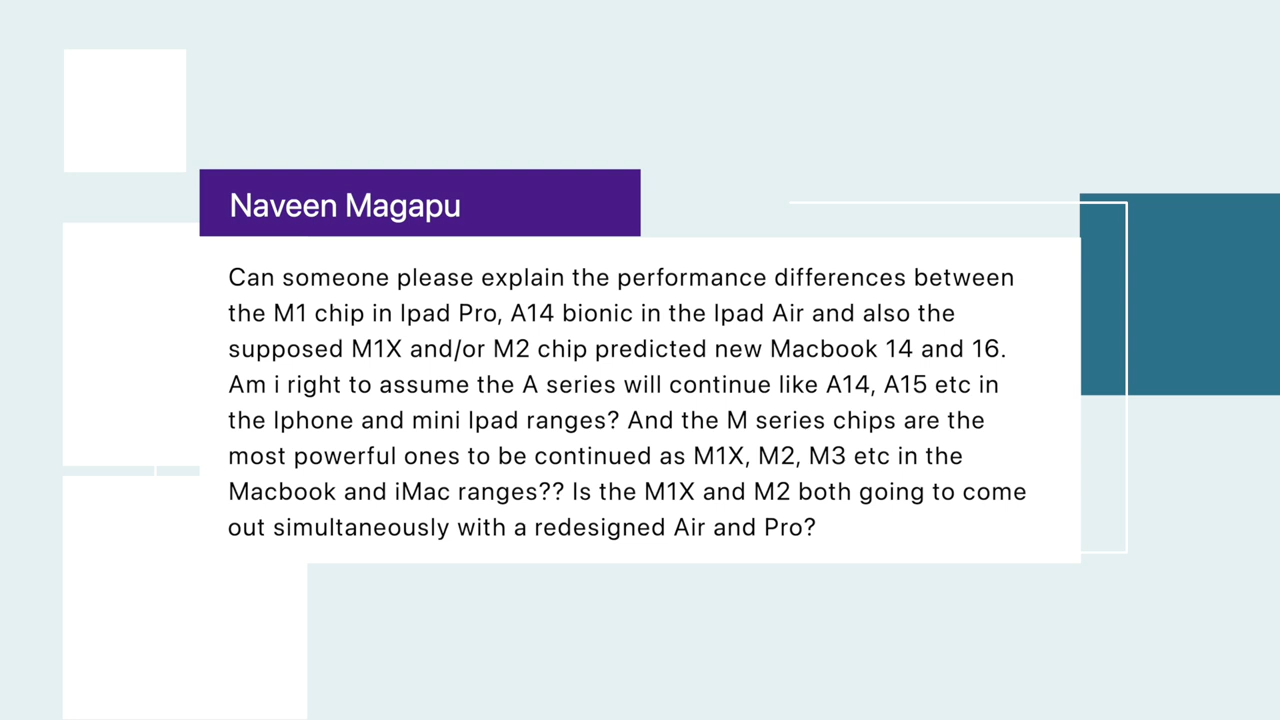 Naveen Magapu
Can someone please explain the performance differences between
the M1 chip in Ipad Pro, A14 bionic in the Ipad Air and also the
supposed M1X and/or M2 chip predicted new Macbook 14 and 16.
Am i right to assume the A series will continue like A14, A15 etc in
the Iphone and mini Ipad ranges? And the M series chips are the
most powerful ones to be continued as M1X, M2, M3 etc in the
Macbook and iMac ranges?? Is the M1X and M2 both going to come
out simultaneously with a redesigned Air and Pro?